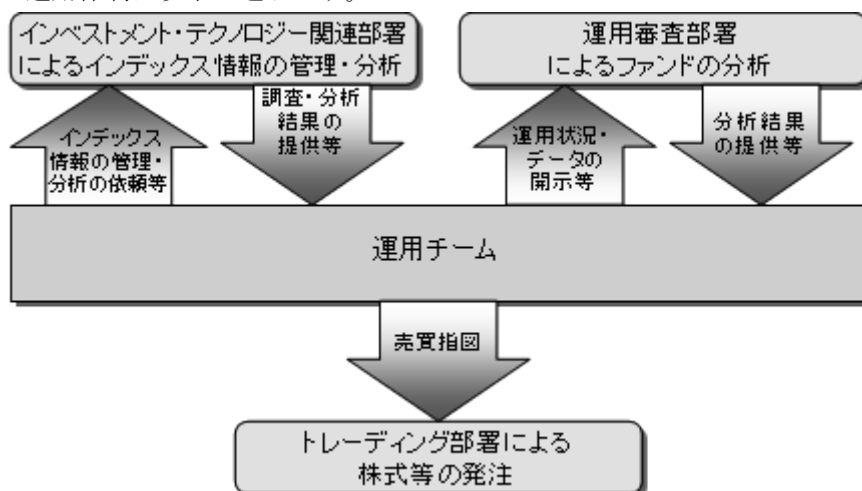 インベストメント・テクノロジー関連部署
によるインデックス情報の管理・分析
運用審査部署
によるファンドの分析
インデックス
情報の管理・
分析の依頼等
調査・分析
結果の
提供等
運用状況・
データの
開示等
分析結果
の提供等
運用チーム
売買指図
トレーディング部署による
株式等の発注